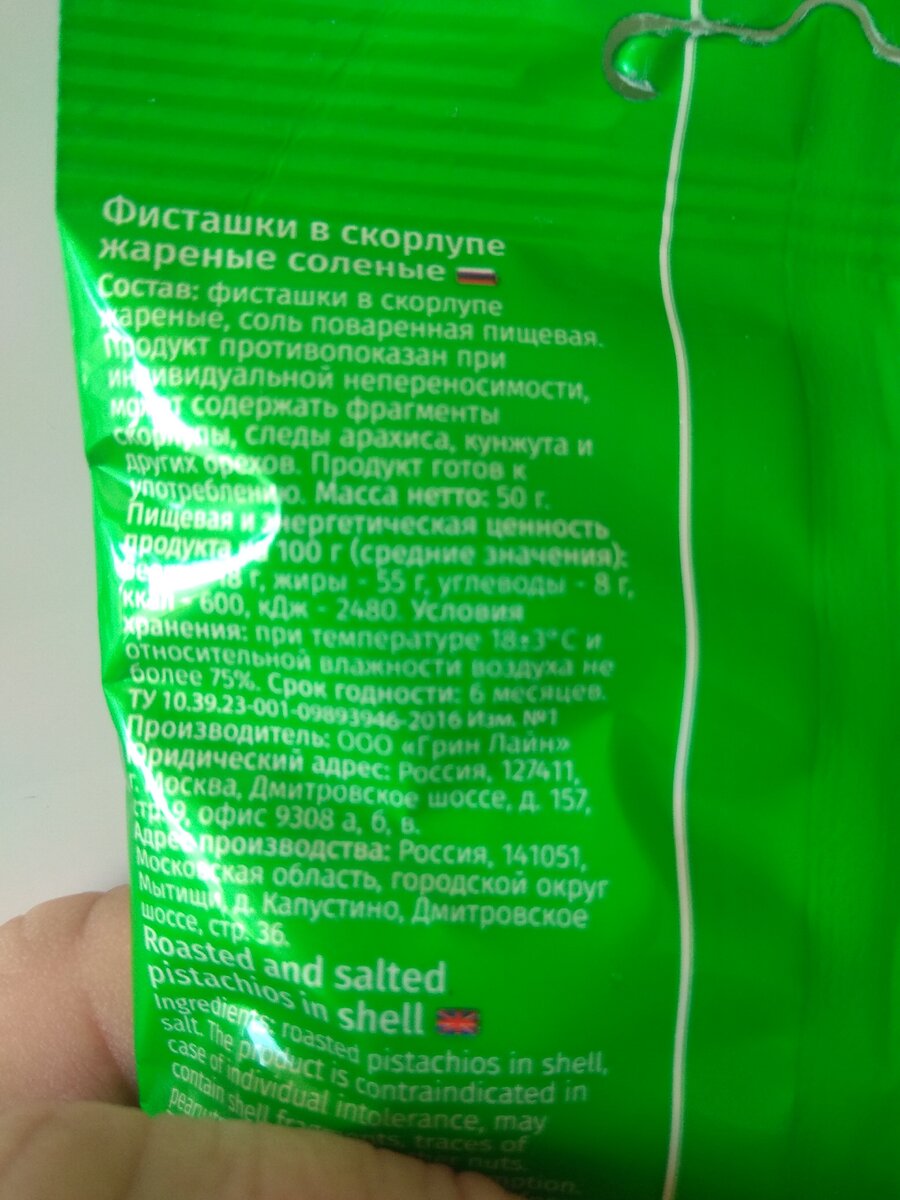 Фисташки в скорлупе
жареные соленые
Состав: фисташки в скорлупе
жареные, соль поваренная пищевая.
Продукт противопоказан при
индивидуальной непереносимости,
может содержать фрагменты
скорлупы, следы арахиса, кунжута и
других орехов. Продукт готов к
употреблению. Масса нетто: 50 г.
Пищевая и энергетическая ценность
продукта на 100 г (средние значения):
18 г, жиры - 55 г, углеводы - 8 г,
ккал - 600, кДж - 2480. Условия
хранения: при температуре 18±3°С и
относительной влажности воздуха не
более 75%. Срок годности: 6 месяцев.
ТУ 10.39.23-001-09893946-2016 Изм. №1
Производитель: ООО «Грин Лайн»
Юридический адрес: Россия, 127411,
г. Москва, Дмитровское шоссе, д. 157,
стр. 9, офис 9308 а, б, в.
Адрес производства: Россия, 141051,
Московская область, городской округ
Мытищи, д. Капустино, Дмитровское
шоссе, стр. 36.
Roasted and salted
pistachios in shell
Ingredients: roasted pistachios in shell,
salt. The product is contraindicated in
case of individual intolerance, may
contain shell fragments, traces of
nuts.